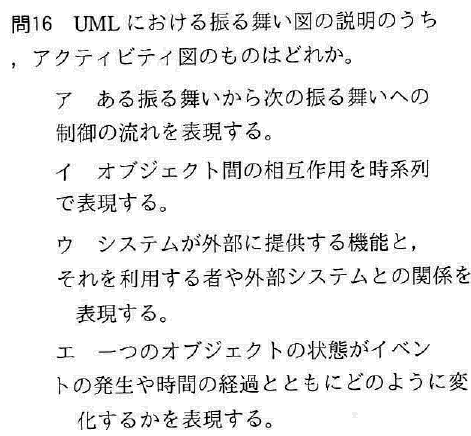 問16　UML における振る舞い図の説明のうち
，アクティビティ図のものはどれか。
ア　ある振る舞いから次の振る舞いへの
制御の流れを表現する。
イ　オブジェクト間の相互作用を時系列
で表現する。
ウ　システムが外部に提供する機能と，
それを利用する者や外部システムとの関係を
表現する。
エ　一つのオブジェクトの状態がイベン
トの発生や時間の経過とともにどのように変
化するかを表現する。